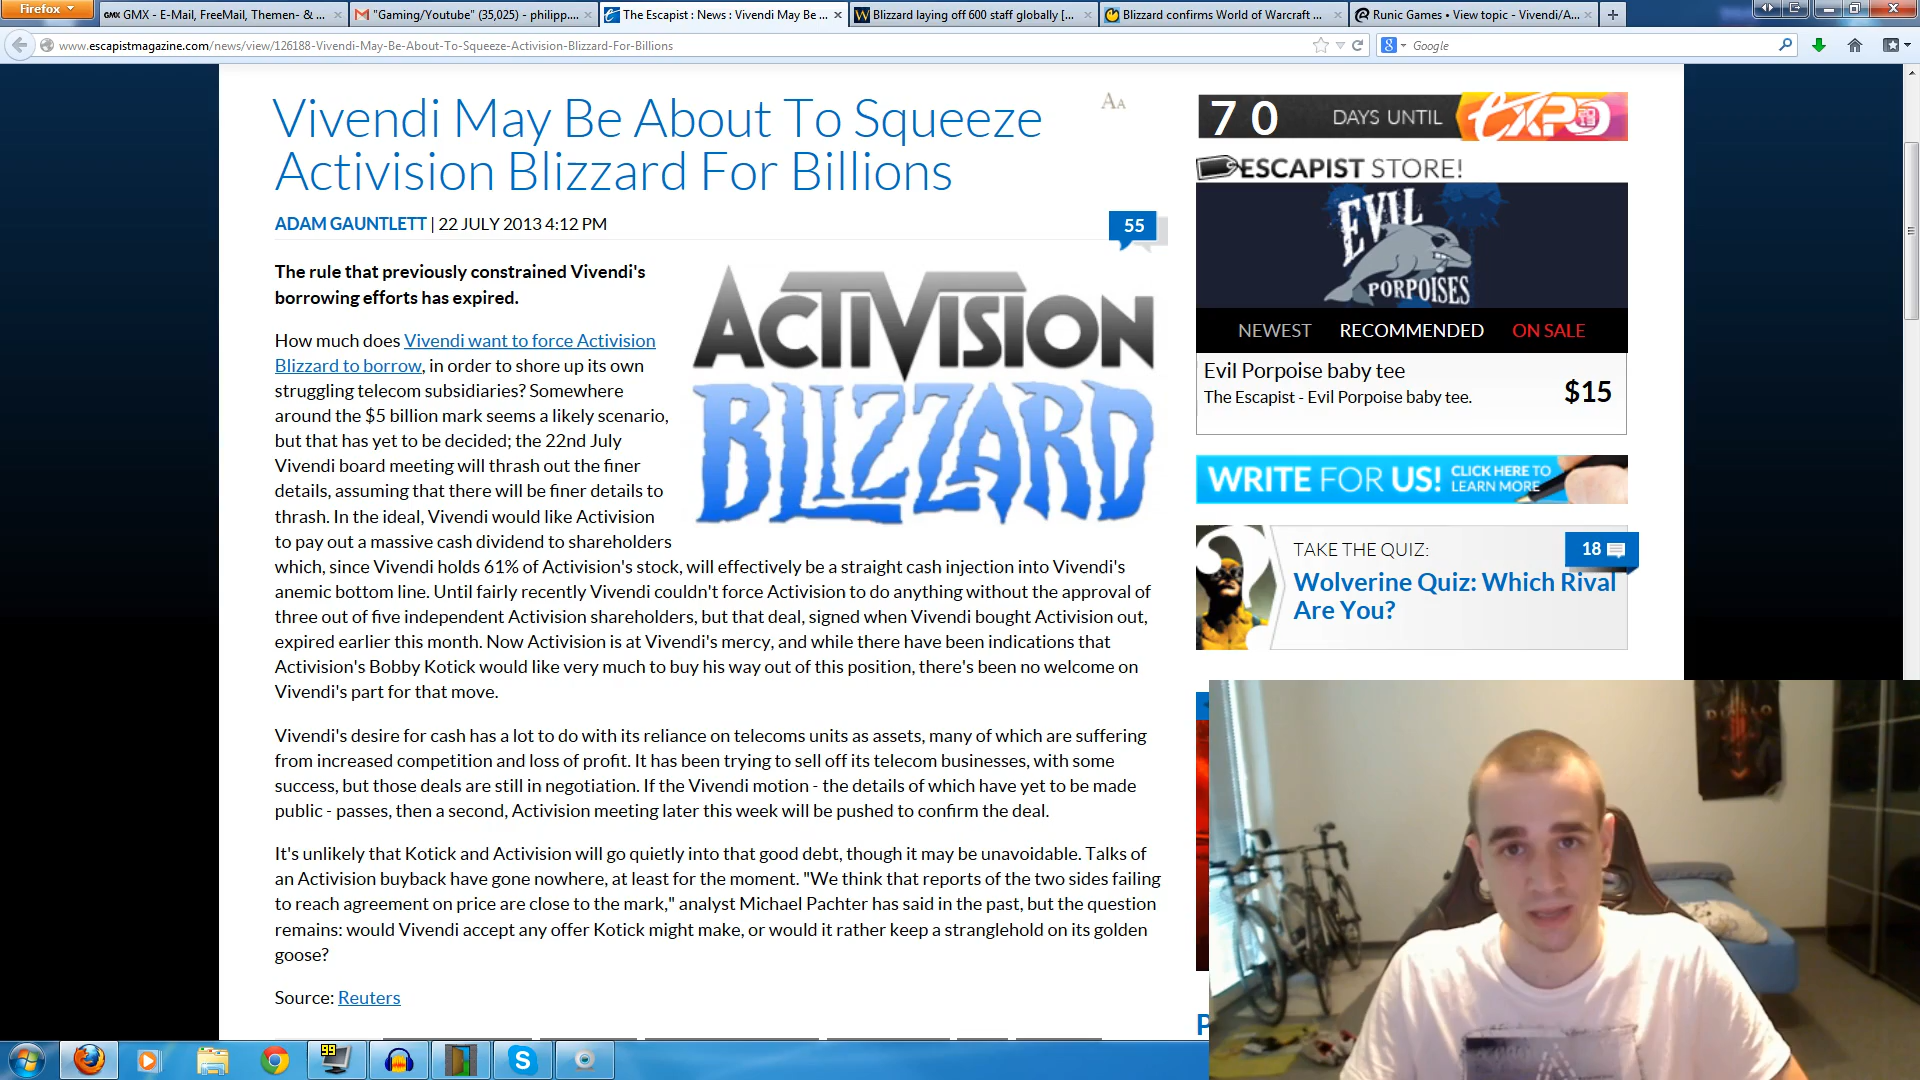 Firefox
GMX - E-Mail, FreeMail, Themen- & ...
"Gaming/Youtube" (35,025) - philipp....
The Escapist : News : Vivendi May Be ...
Blizzard laying off 600 staff globally [...
Blizzard confirms World of Warcraft ...
Runic Games • View topic - Vivendi/A...
www.escapistmagazine.com/news/view/126188-Vivendi-May-Be-About-To-Squeeze-Activision-Blizzard-For-Billions
Google
Vivendi May Be About To Squeeze
Activision Blizzard For Billions
AA
ADAM GAUNTLETT | 22 JULY 2013 4:12 PM
55
The rule that previously constrained Vivendi's
borrowing efforts has expired.
ACTIVISION
BLIZZARD
How much does Vivendi want to force Activision
Blizzard to borrow, in order to shore up its own
struggling telecom subsidiaries? Somewhere
around the $5 billion mark seems a likely scenario,
but that has yet to be decided; the 22nd July
Vivendi board meeting will thrash out the finer
details, assuming that there will be finer details to
thrash. In the ideal, Vivendi would like Activision
to pay out a massive cash dividend to shareholders
which, since Vivendi holds 61% of Activision's stock, will effectively be a straight cash injection into Vivendi's
anemic bottom line. Until fairly recently Vivendi couldn't force Activision to do anything without the approval of
three out of five independent Activision shareholders, but that deal, signed when Vivendi bought Activision out,
expired earlier this month. Now Activision is at Vivendi's mercy, and while there have been indications that
Activision's Bobby Kotick would like very much to buy his way out of this position, there's been no welcome on
Vivendi's part for that move.
Vivendi's desire for cash has a lot to do with its reliance on telecoms units as assets, many of which are suffering
from increased competition and loss of profit. It has been trying to sell off its telecom businesses, with some
success, but those deals are still in negotiation. If the Vivendi motion - the details of which have yet to be made
public - passes, then a second, Activision meeting later this week will be pushed to confirm the deal.
It's unlikely that Kotick and Activision will go quietly into that good debt, though it may be unavoidable. Talks of
an Activision buyback have gone nowhere, at least for the moment. "We think that reports of the two sides failing
to reach agreement on price are close to the mark," analyst Michael Pachter has said in the past, but the question
remains: would Vivendi accept any offer Kotick might make, or would it rather keep a stranglehold on its golden
goose?
Source: Reuters
70 DAYS UNTIL eXPO
ESCAPIST STORE!
EVIL
PORPOISES
NEWEST RECOMMENDED ON SALE
Evil Porpoise baby tee
The Escapist - Evil Porpoise baby tee.
$15
WRITE FOR US! CLICK HERE TO
LEARN MORE
TAKE THE QUIZ:
18
Wolverine Quiz: Which Rival
Are You?
DIABLO
P
99